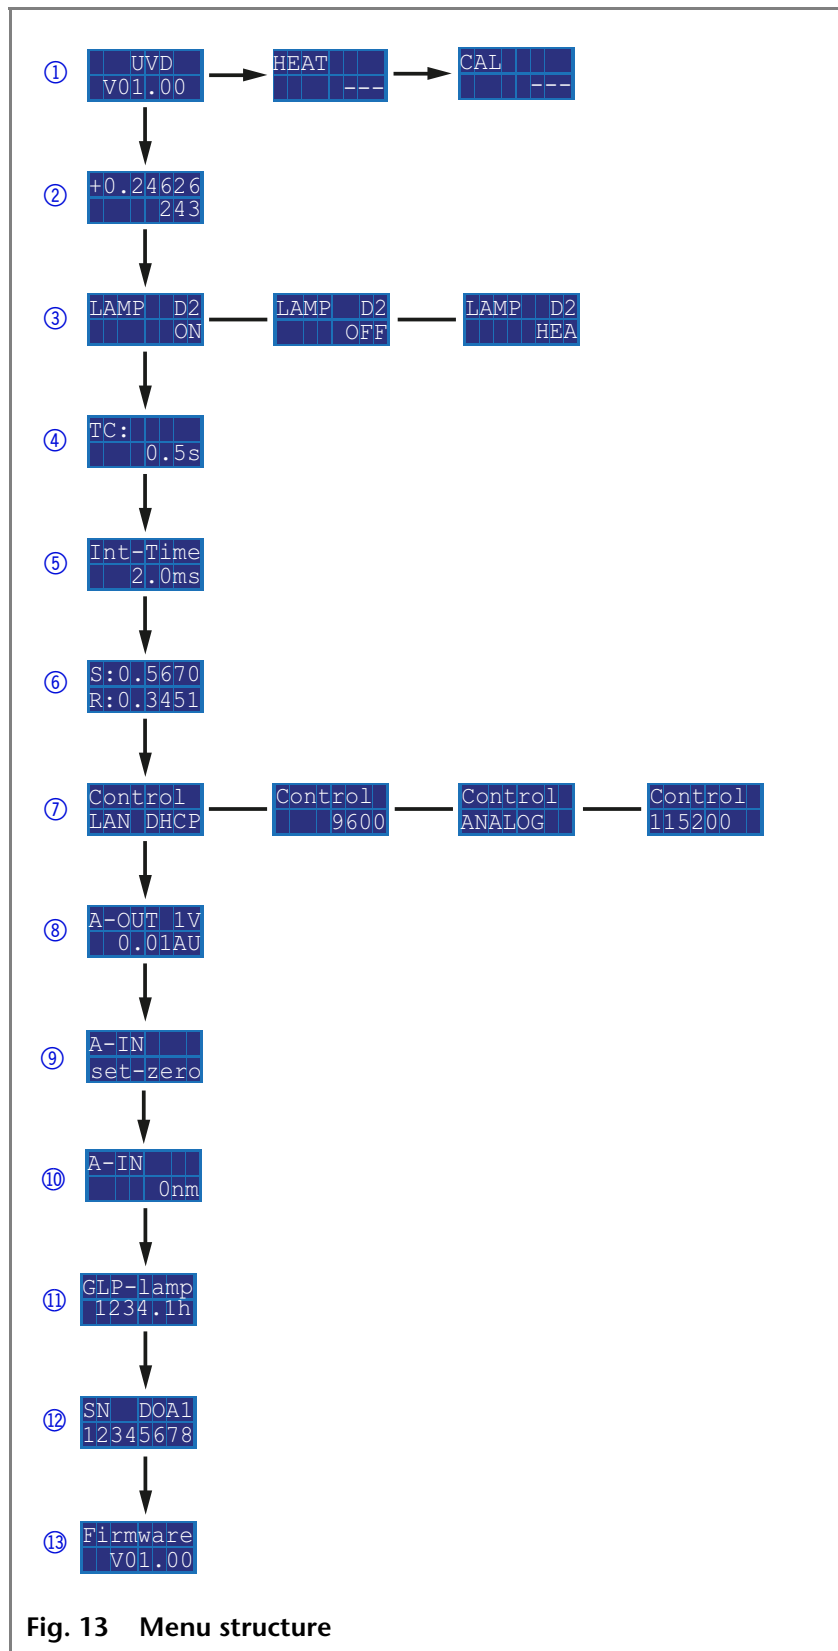 ①
UVD
V01.00
HEAT
---
CAL
---
②
+0.24626
243
③
LAMP D2
ON
LAMP D2
OFF
LAMP D2
HEA
④
TC:
0.5s
⑤
Int-Time
2.0ms
⑥
S:0.5670
R:0.3451
⑦
Control
LAN DHCP
Control
9600
Control
ANALOG
Control
115200
⑧
A-OUT 1V
0.01AU
⑨
A-IN
set-zero
⑩
A-IN
0nm
⑪
GLP-lamp
1234.1h
⑫
SN DOA1
12345678
⑬
Firmware
V01.00
Fig. 13 Menu structure